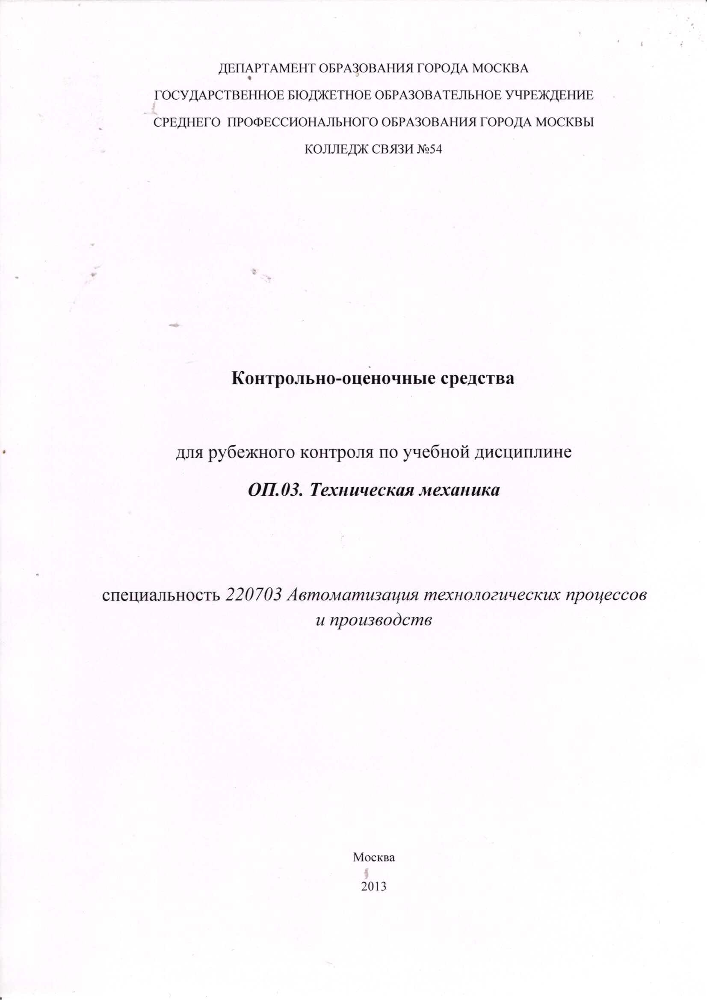 ДЕПАРТАМЕНТ ОБРАЗОВАНИЯ ГОРОДА МОСКВА
ГОСУДАРСТВЕННОЕ БЮДЖЕТНОЕ ОБРАЗОВАТЕЛЬНОЕ УЧРЕЖДЕНИЕ
СРЕДНЕГО ПРОФЕССИОНАЛЬНОГО ОБРАЗОВАНИЯ ГОРОДА МОСКВЫ
КОЛЛЕДЖ СВЯЗИ №54
Контрольно-оценочные средства
для рубежного контроля по учебной дисциплине
ОП.03. Техническая механика
специальность 220703 Автоматизация технологических процессов
и производств
Москва
2013